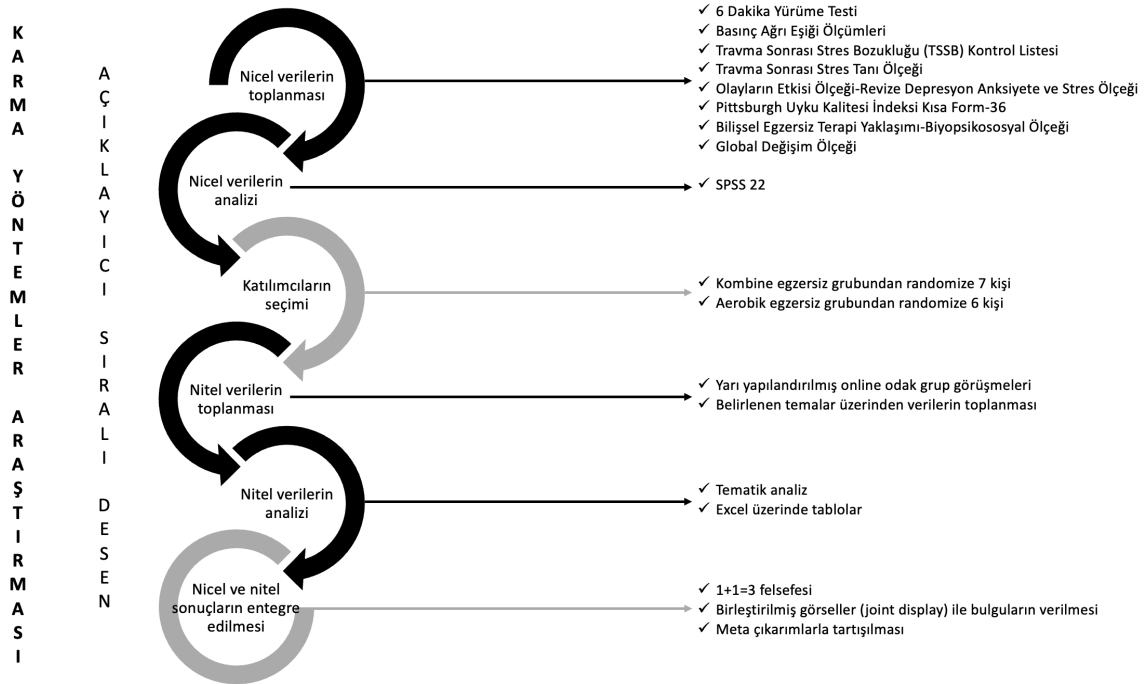 KARMA YÖNTEMLER ARAŞTIRMASI
AÇIKLAYICI SIRALI DESEN
Nicel verilerin
toplanması
✓ 6 Dakika Yürüme Testi
✓ Basınç Ağrı Eşiği Ölçümleri
✓ Travma Sonrası Stres Bozukluğu (TSSB) Kontrol Listesi
✓ Travma Sonrası Stres Tanı Ölçeği
✓ Olayların Etkisi Ölçeği-Revize Depresyon Anksiyete ve Stres Ölçeği
✓ Pittsburgh Uyku Kalitesi İndeksi Kısa Form-36
✓ Bilişsel Egzersiz Terapi Yaklaşımı-Biyopsikososyal Ölçeği
✓ Global Değişim Ölçeği
Nicel verilerin
analizi
✓ SPSS 22
Katılımcıların
seçimi
✓ Kombine egzersiz grubundan randomize 7 kişi
✓ Aerobik egzersiz grubundan randomize 6 kişi
Nitel verilerin
toplanması
✓ Yarı yapılandırılmış online odak grup görüşmeleri
✓ Belirlenen temalar üzerinden verilerin toplanması
Nitel verilerin
analizi
✓ Tematik analiz
✓ Excel üzerinde tablolar
Nicel ve nitel
sonuçların entegre
edilmesi
✓ 1+1=3 felsefesi
✓ Birleştirilmiş görseller (joint display) ile bulguların verilmesi
✓ Meta çıkarımlarla tartışılması